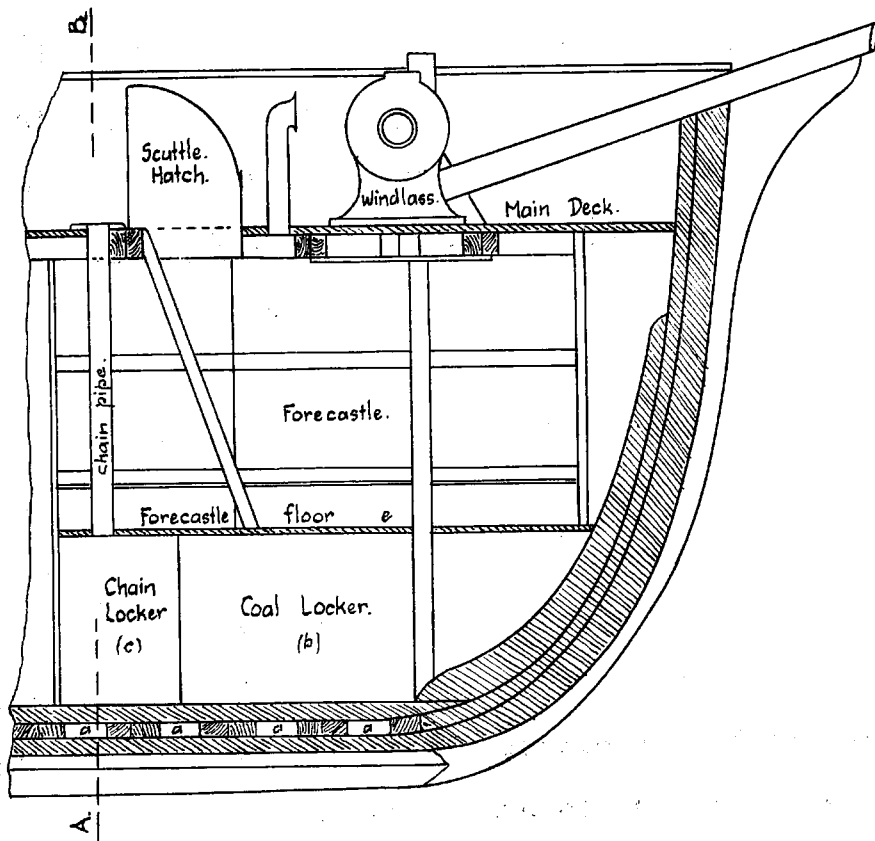 B.
Scuttle.
Hatch.
Windlass.
Main Deck.
chain pipe.
Forecastle.
Forecastle floor e
Chain
Locker
(c)
Coal Locker.
(b)
a a a a
A.